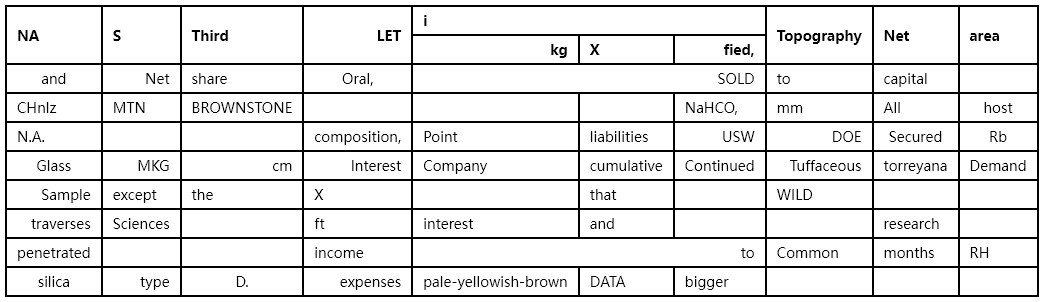 NA S Third LET i Topography Net area
kg X fied,
and Net share Oral, SOLD to capital
CHnlz MTN BROWNSTONE NaHCO, mm All host
N.A. composition, Point liabilities USW DOE Secured Rb
Glass MKG cm Interest Company cumulative Continued Tuffaceous torreyana Demand
Sample except the X that WILD
traverses Sciences ft interest and research
penetrated income to Common months RH
silica type D. expenses pale-yellowish-brown DATA bigger